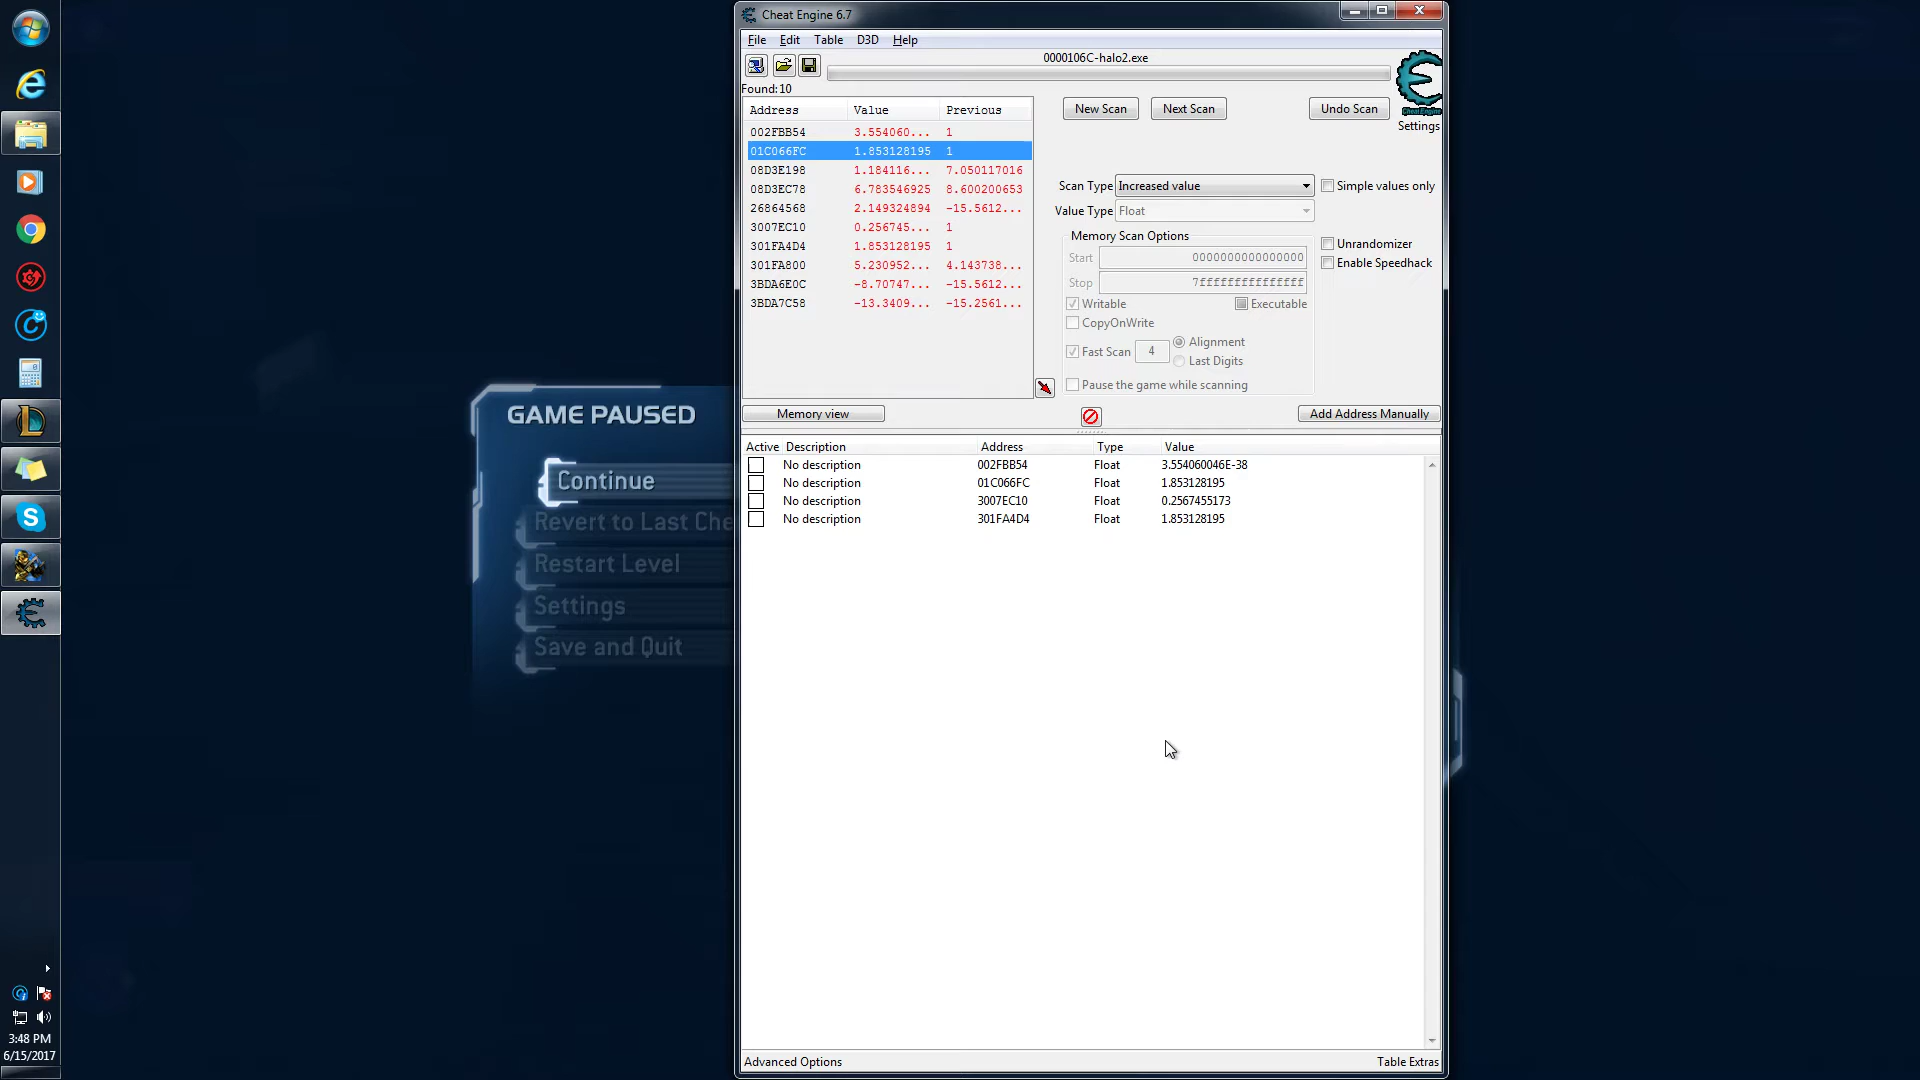 Cheat Engine 6.7
File Edit Table D3D Help
0000106C-halo2.exe
Found:10
Address Value Previous
002FBB54 3.554060... 1
01C066FC 1.853128195 1
08D3E198 1.184116... 7.050117016
08D3EC78 6.783546925 8.600200653
26864568 2.149324894 -15.5612...
3007EC10 0.256745... 1
301FA4D4 1.853128195 1
301FA800 5.230952... 4.143738...
3BDA6E0C -8.70747... -15.5612...
3BDA7C58 -13.3409... -15.2561...
New Scan Next Scan Undo Scan
Settings
Scan Type Increased value Simple values only
Value Type Float
Memory Scan Options
Start 0000000000000000
Stop 7fffffffffffffff
Unrandomizer
Enable Speedhack
Writable Executable
CopyOnWrite
Fast Scan 4 Alignment
Last Digits
Pause the game while scanning
Memory view Add Address Manually
Active Description Address Type Value
No description 002FBB54 Float 3.554060046E-38
No description 01C066FC Float 1.853128195
No description 3007EC10 Float 0.2567455173
No description 301FA4D4 Float 1.853128195
Advanced Options Table Extras
GAME PAUSED
Continue
Revert to Last Che
Restart Level
Settings
Save and Quit
3:48 PM
6/15/2017